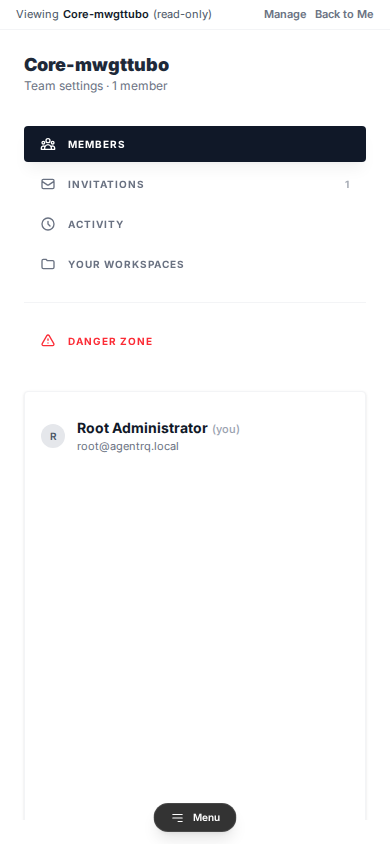 Viewing Core-mwgttubo (read-only) Manage Back to Me
Core-mwgttubo
Team settings · 1 member
MEMBERS
INVITATIONS 1
ACTIVITY
YOUR WORKSPACES
DANGER ZONE
R Root Administrator (you)
root@agentrq.local
Menu